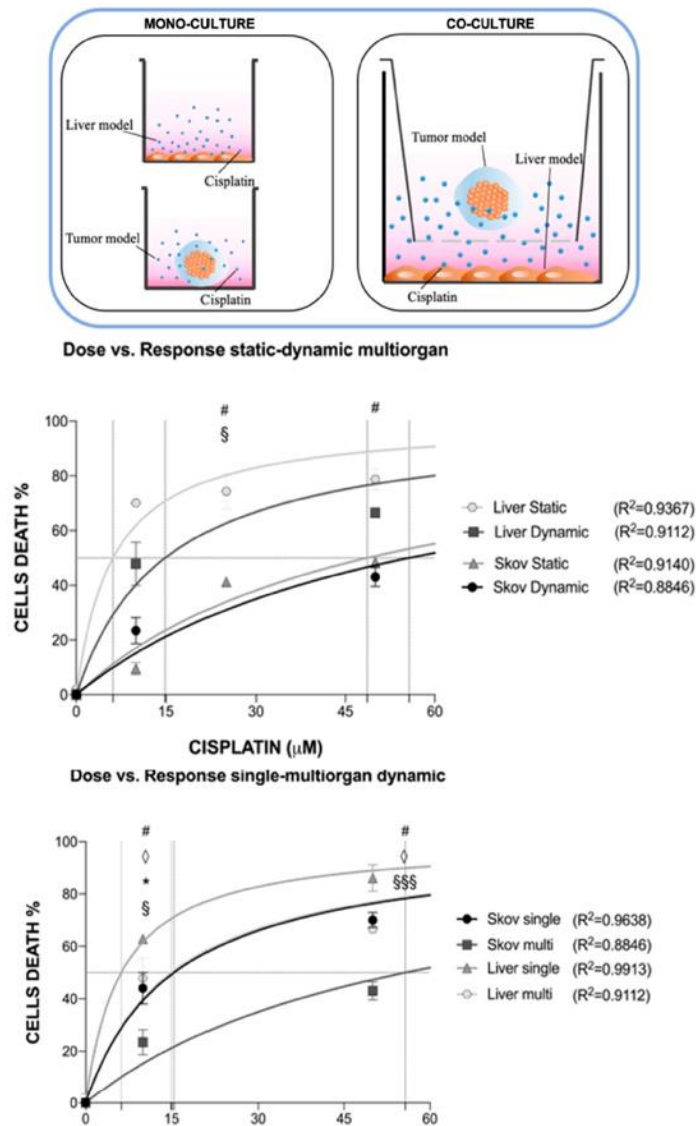 MONO-CULTURE
CO-CULTURE
Liver model
Cisplatin
Tumor model
Cisplatin
Tumor model
Liver model
Cisplatin
Dose vs. Response static-dynamic multiorgan
#
#
§
100
80
60
40
20
0
CELLS DEATH %
0
15
30
45
60
CISPLATIN (μM)
Liver Static (R²=0.9367)
Liver Dynamic (R²=0.9112)
Skov Static (R²=0.9140)
Skov Dynamic (R²=0.8846)
Dose vs. Response single-multiorgan dynamic
#
#
◊
◊
*
§
§§§
100
80
60
40
20
0
CELLS DEATH %
0
15
30
45
60
Skov single (R²=0.9638)
Skov multi (R²=0.8846)
Liver single (R²=0.9913)
Liver multi (R²=0.9112)